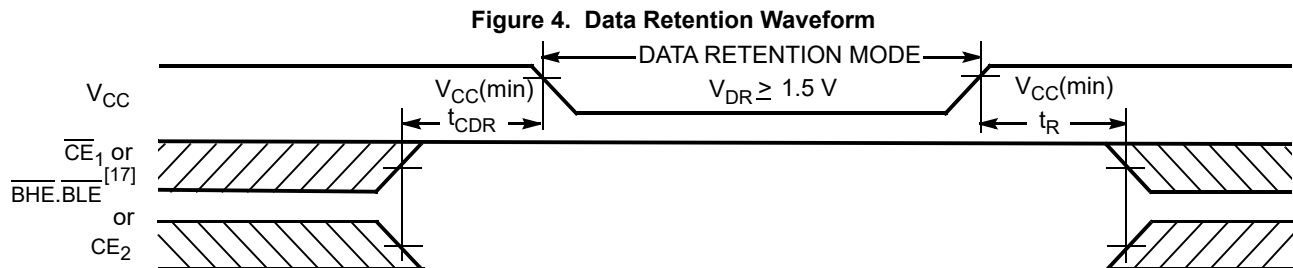 Figure 4. Data Retention Waveform
DATA RETENTION MODE
VCC
VCC(min)
VDR ≥ 1.5 V
VCC(min)
tCDR
tR
CE1 or
BHE.BLE[17]
or
CE2